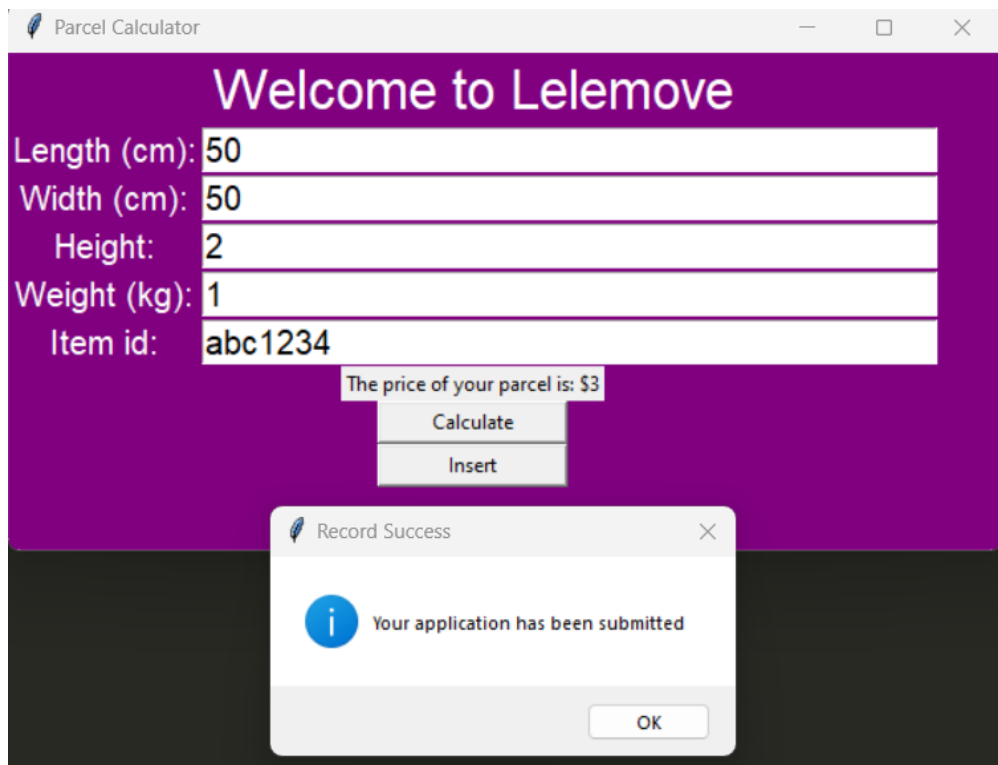 Parcel Calculator
Welcome to Lelemove
Length (cm): 50
Width (cm): 50
Height: 2
Weight (kg): 1
Item id: abc1234
The price of your parcel is: $3
Calculate
Insert
Record Success
Your application has been submitted
OK